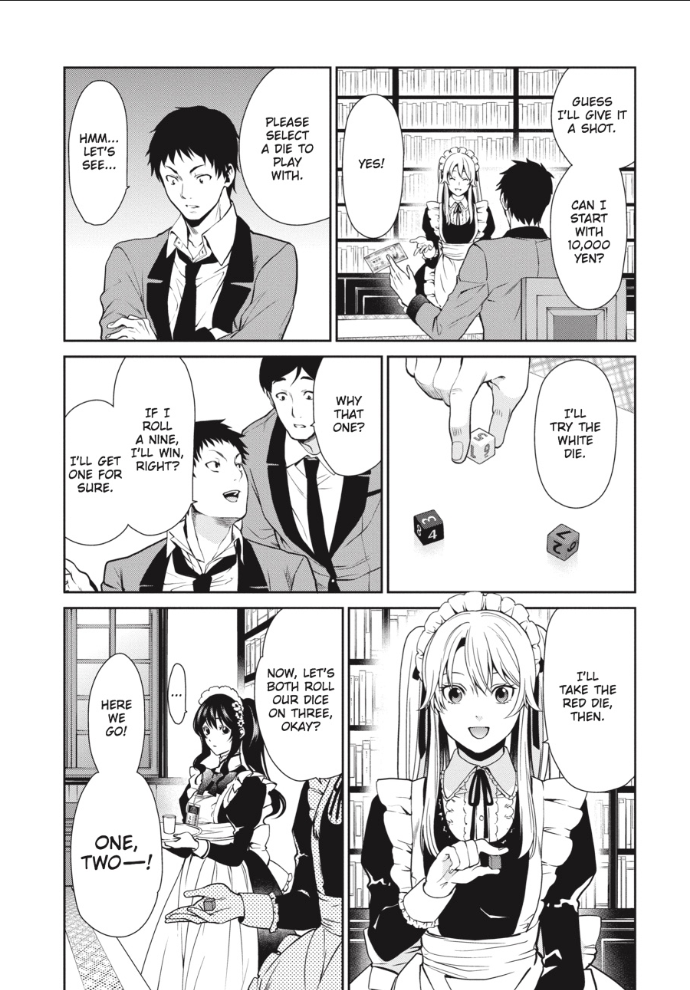 GUESS
I'LL GIVE IT
A SHOT.
CAN I
START
WITH
10,000
YEN?
YES!
PLEASE
SELECT
A DIE TO
PLAY
WITH.
HMM...
LET'S
SEE...
I'LL
TRY THE
WHITE
DIE.
WHY
THAT
ONE?
IF I
ROLL
A NINE,
I'LL WIN,
RIGHT?
I'LL GET
ONE FOR
SURE.
I'LL
TAKE THE
RED DIE,
THEN.
NOW, LET'S
BOTH ROLL
OUR DICE
ON THREE,
OKAY?
...
HERE
WE
GO!
ONE,
TWO—!